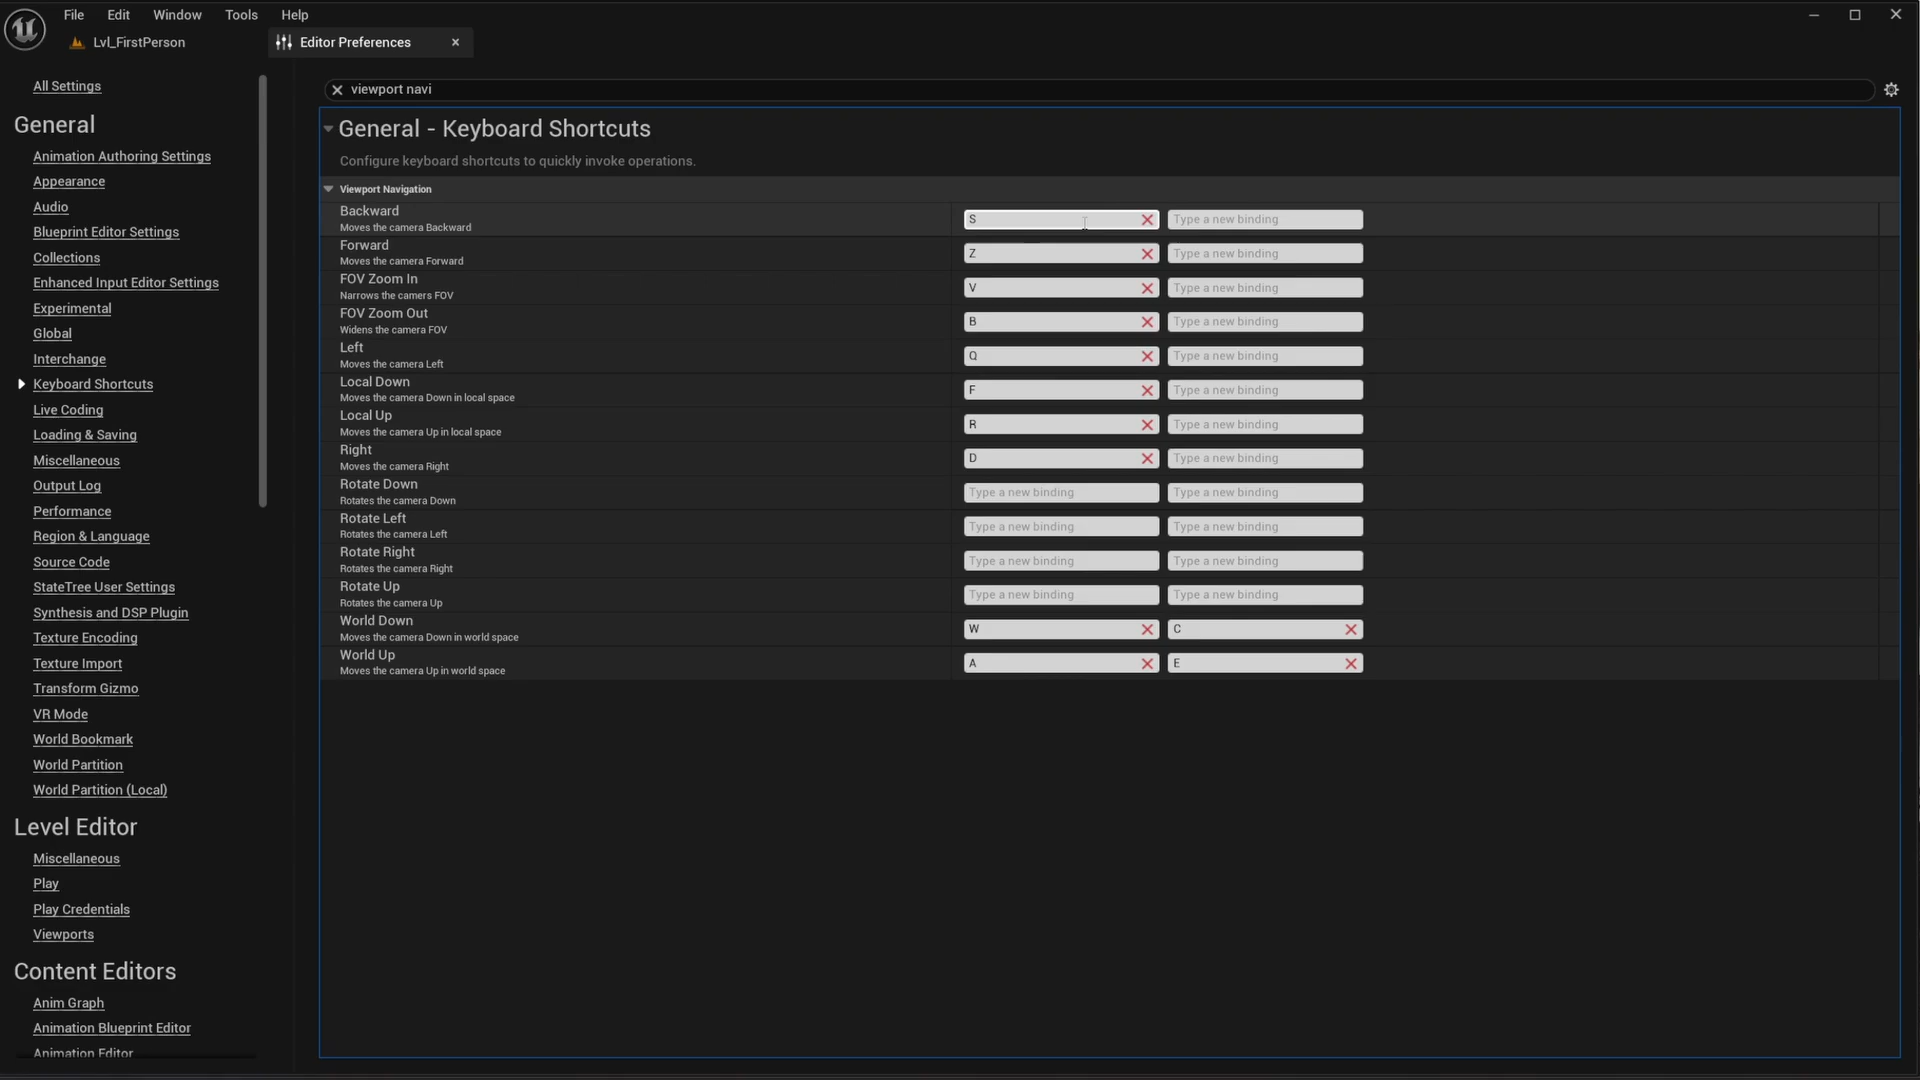 File Edit Window Tools Help
Lvl_FirstPerson Editor Preferences
All Settings
General
Animation Authoring Settings
Appearance
Audio
Blueprint Editor Settings
Collections
Enhanced Input Editor Settings
Experimental
Global
Interchange
Keyboard Shortcuts
Live Coding
Loading & Saving
Miscellaneous
Output Log
Performance
Region & Language
Source Code
StateTree User Settings
Synthesis and DSP Plugin
Texture Encoding
Texture Import
Transform Gizmo
VR Mode
World Bookmark
World Partition
World Partition (Local)
Level Editor
Miscellaneous
Play
Play Credentials
Viewports
Content Editors
Anim Graph
Animation Blueprint Editor
Animation Editor
viewport navi
General - Keyboard Shortcuts
Configure keyboard shortcuts to quickly invoke operations.
Viewport Navigation
Backward
Moves the camera Backward
S Type a new binding
Forward
Moves the camera Forward
Z Type a new binding
FOV Zoom In
Narrows the camers FOV
V Type a new binding
FOV Zoom Out
Widens the camera FOV
B Type a new binding
Left
Moves the camera Left
Q Type a new binding
Local Down
Moves the camera Down in local space
F Type a new binding
Local Up
Moves the camera Up in local space
R Type a new binding
Right
Moves the camera Right
D Type a new binding
Rotate Down
Rotates the camera Down
Type a new binding Type a new binding
Rotate Left
Rotates the camera Left
Type a new binding Type a new binding
Rotate Right
Rotates the camera Right
Type a new binding Type a new binding
Rotate Up
Rotates the camera Up
Type a new binding Type a new binding
World Down
Moves the camera Down in world space
W C
World Up
Moves the camera Up in world space
A E